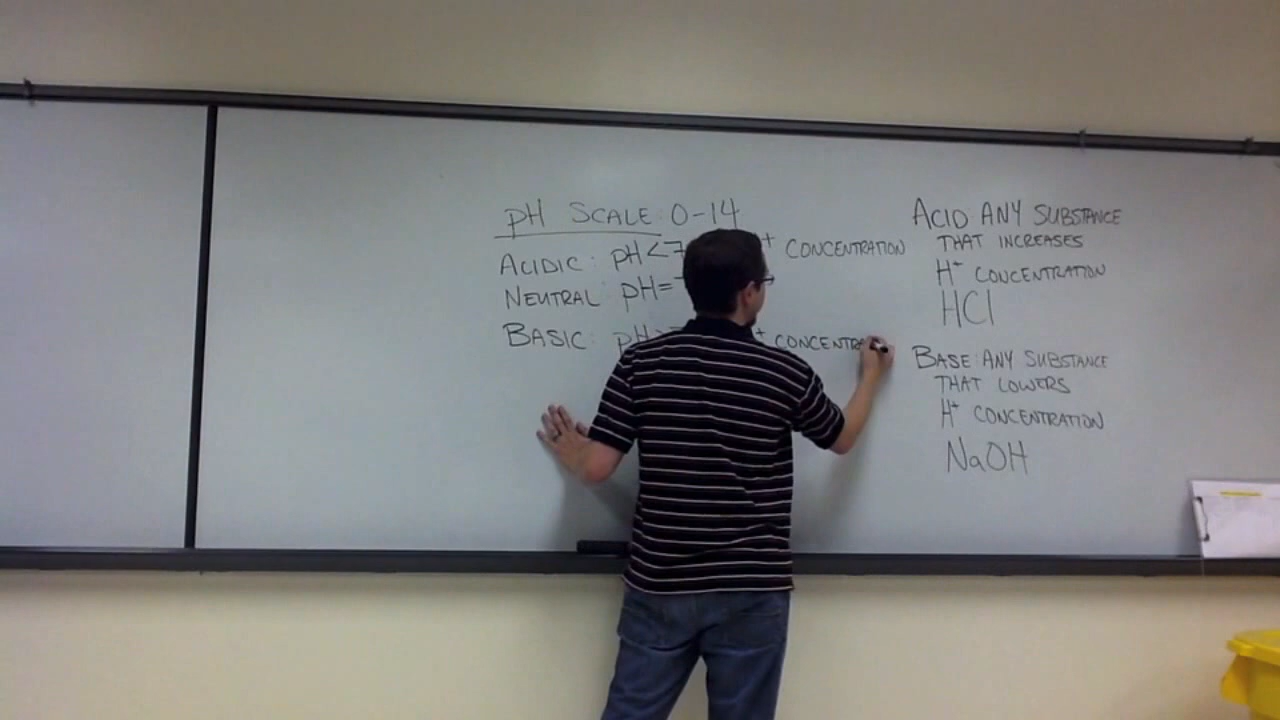 pH SCALE: 0-14
ACIDIC: pH<7 + CONCENTRATION
NEUTRAL: pH=
BASIC: pH> + CONCENTRA
ACID: ANY SUBSTANCE
THAT INCREASES
H+ CONCENTRATION
HCl
BASE: ANY SUBSTANCE
THAT LOWERS
H+ CONCENTRATION
NaOH